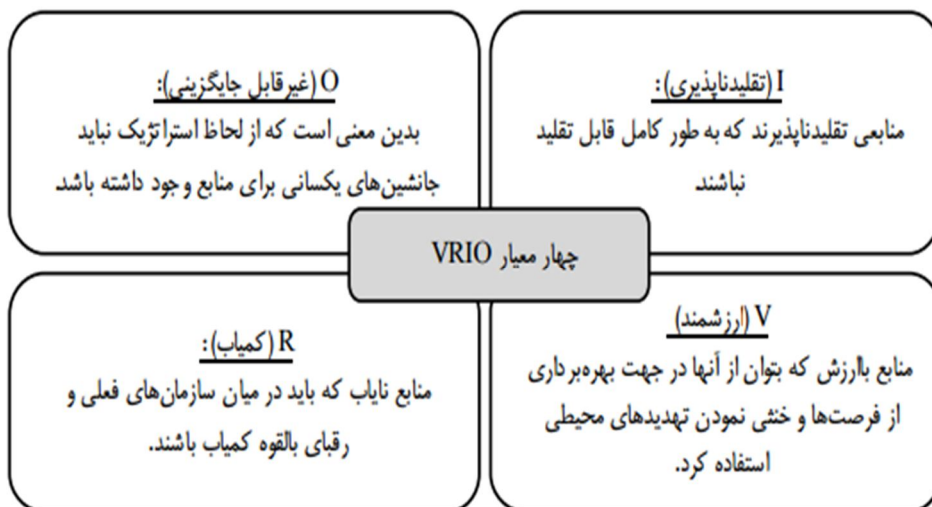 I (تقلیدناپذیری):
منابعی تقلیدناپذیرند که به طور کامل قابل تقلید
نباشند.
O (غیرقابل جایگزینی):
بدین معنی است که از لحاظ استراتژیک نباید
جانشین‌های یکسانی برای منابع وجود داشته باشد.
چهار معیار VRIO
V (ارزشمند)
منابع باارزش که بتوان از آنها در جهت بهره‌برداری
از فرصت‌ها و خنثی نمودن تهدیدهای محیطی
استفاده کرد.
R (کمیاب):
منابع نایاب که باید در میان سازمان‌های فعلی و
رقبای بالقوه کمیاب باشند.